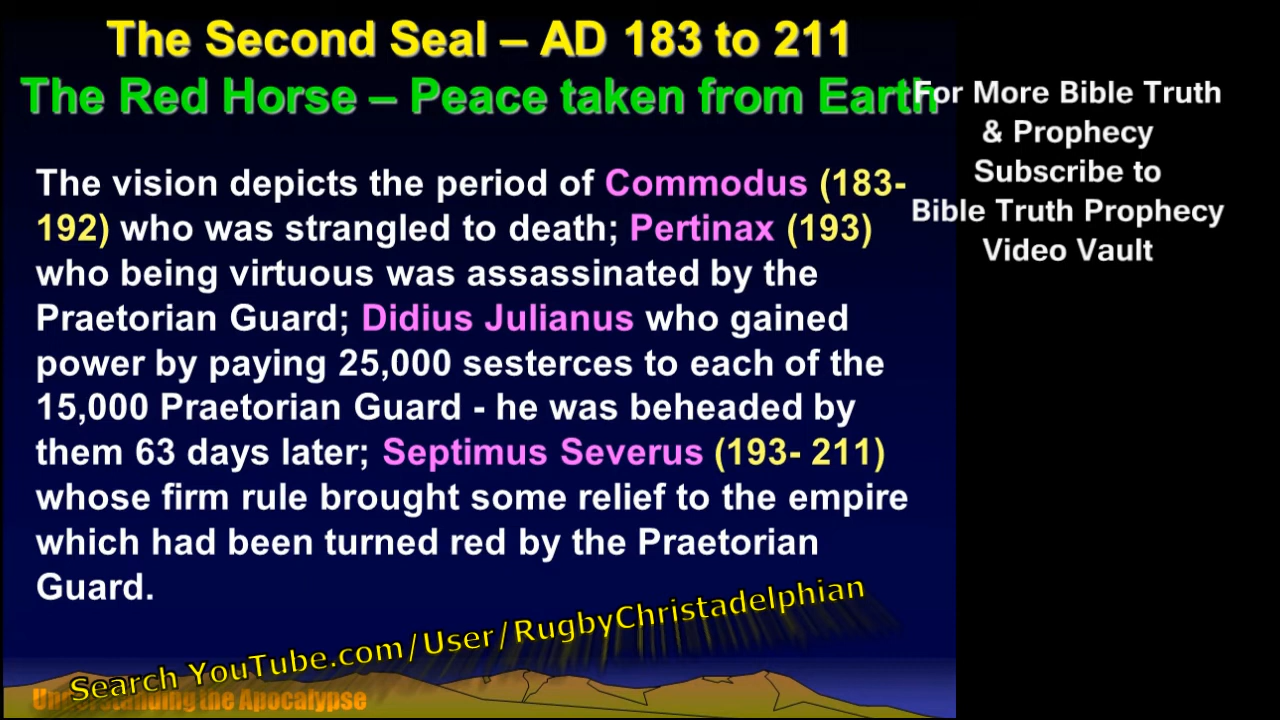 The Second Seal – AD 183 to 211
The Red Horse – Peace taken from Earth
The vision depicts the period of Commodus (183-
192) who was strangled to death; Pertinax (193)
who being virtuous was assassinated by the
Praetorian Guard; Didius Julianus who gained
power by paying 25,000 sesterces to each of the
15,000 Praetorian Guard - he was beheaded by
them 63 days later; Septimus Severus (193- 211)
whose firm rule brought some relief to the empire
which had been turned red by the Praetorian
Guard.
Search YouTube.com/User/RugbyChristadelphian
Understanding the Apocalypse
For More Bible Truth
& Prophecy
Subscribe to
Bible Truth Prophecy
Video Vault